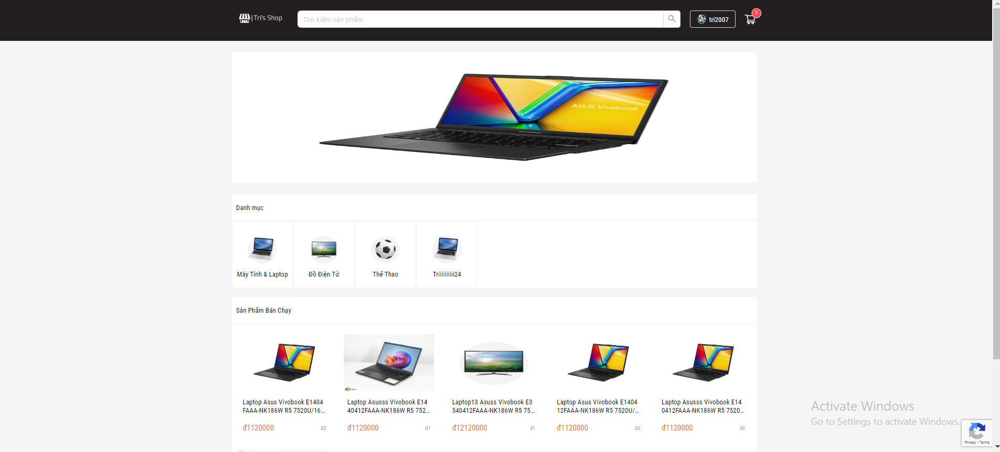 Tri's Shop
Tìm kiếm sản phẩm
tri2007
1
ASUS Vivobook
Danh mục
Máy Tính & Laptop
Đồ Điện Tử
Thể Thao
Triiiiiiiiii24
Sản Phẩm Bán Chạy
Laptop Asus Vivobook E1404
FAAA-NK186W R5 7520U/16...
đ1120000
đ3
Laptop Asusss Vivobook E14
40412FAAA-NK186W R5 752...
đ1120000
đ1
Laptop13 Asuss Vivobook E3
540412FAAA-NK186W R5 75...
đ12120000
đ1
Laptop Asus Vivobook E1404
12FAAA-NK186W R5 7520U/...
đ1120000
đ0
Laptop Asusss Vivobook E14
0412FAAA-NK186W R5 7520...
đ1120000
đ0
Activate Windows
Go to Settings to activate Windows.
Privacy - Terms